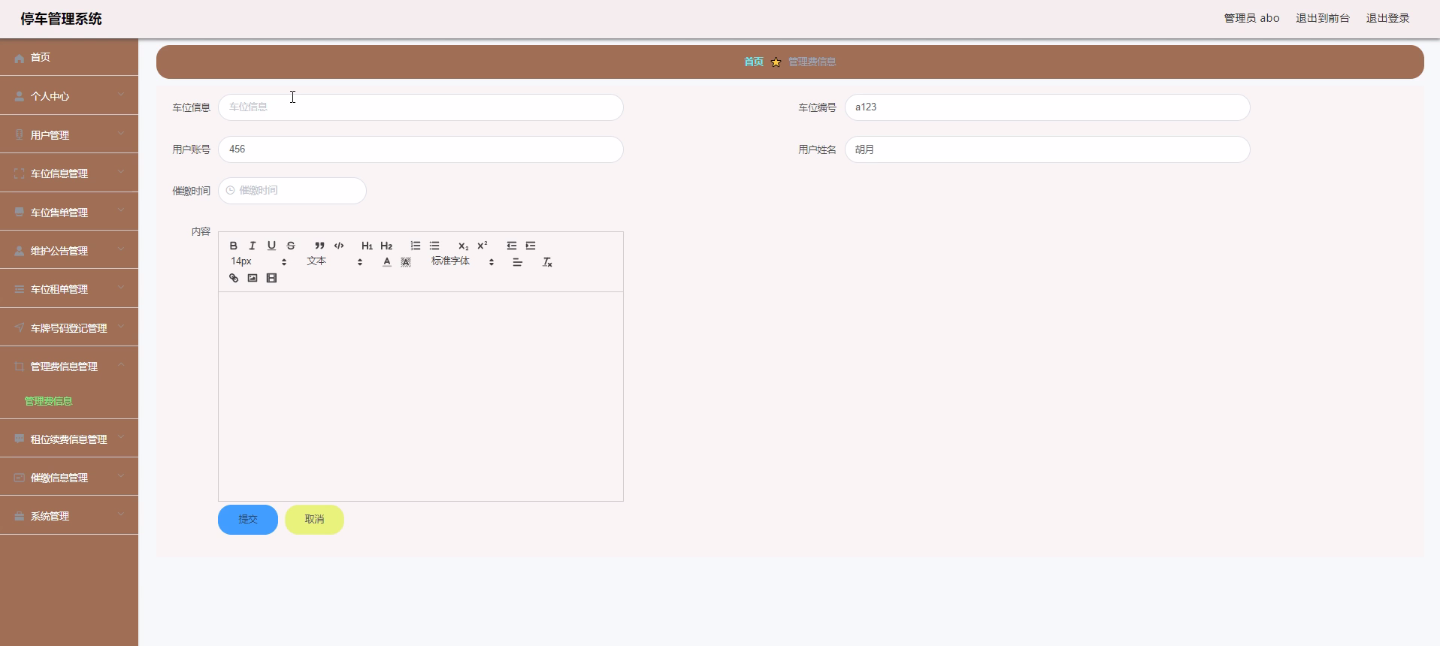 停车管理系统
管理员 abo 退出到前台 退出登录
首页
个人中心
用户管理
车位信息管理
车位售单管理
维护公告管理
车位租单管理
车牌号码登记管理
管理费信息管理
管理费信息
租位续费信息管理
催缴信息管理
系统管理
首页 管理费信息
车位信息 车位信息
车位编号 a123
用户账号 456
用户姓名 胡月
催缴时间 催缴时间
内容
B I U S H1 H2 X₂ X²
14px 文本 A A 标准字体
提交 取消